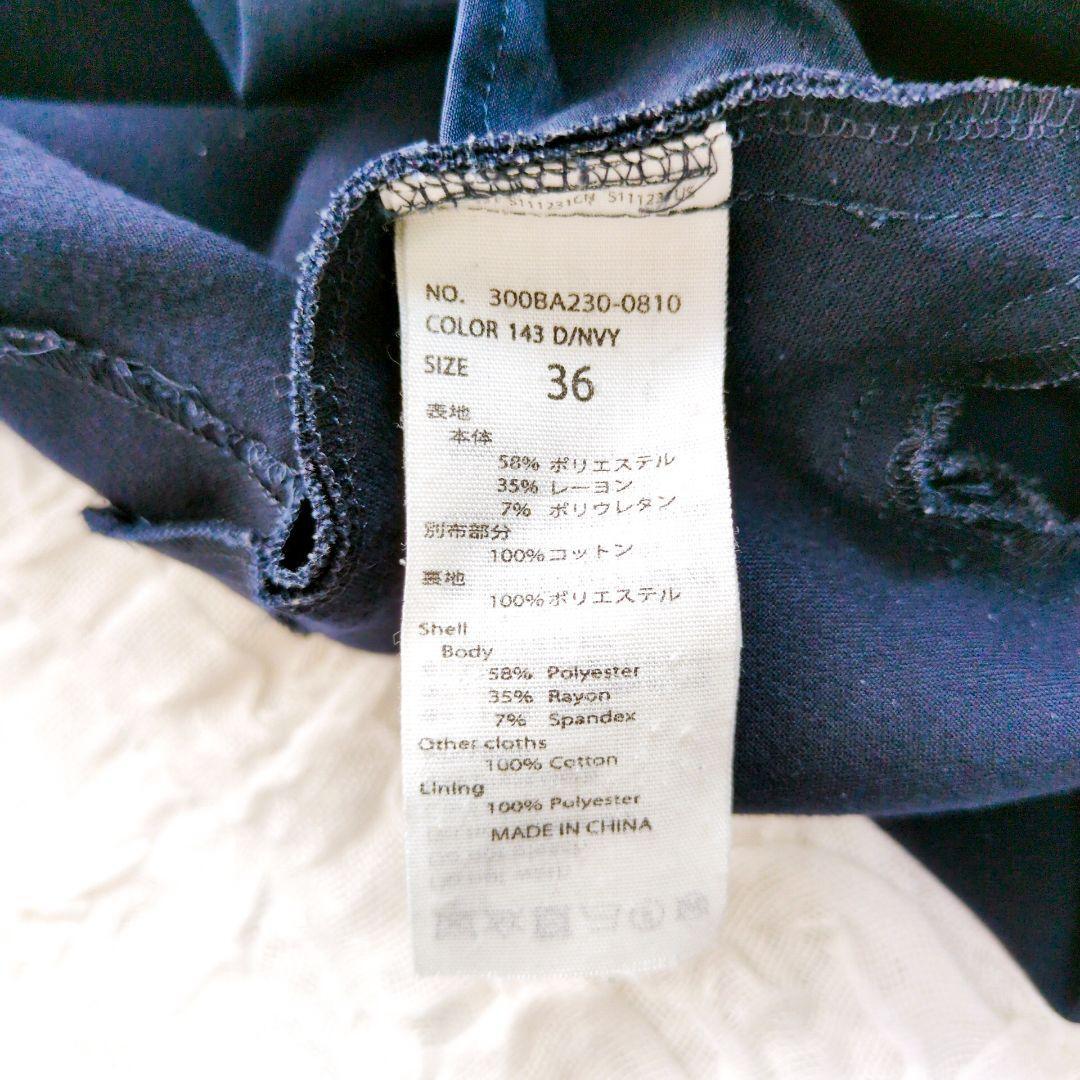 S111231CN S11123
NO. 300BA230-0810
COLOR 143 D/NVY
SIZE 36
表地
本体
58% ポリエステル
35% レーヨン
7% ポリウレタン
別布部分
100%コットン
裏地
100%ポリエステル
Shell
Body
58% Polyester
35% Rayon
7% Spandex
Other cloths
100% Cotton
Lining
100% Polyester
MADE IN CHINA